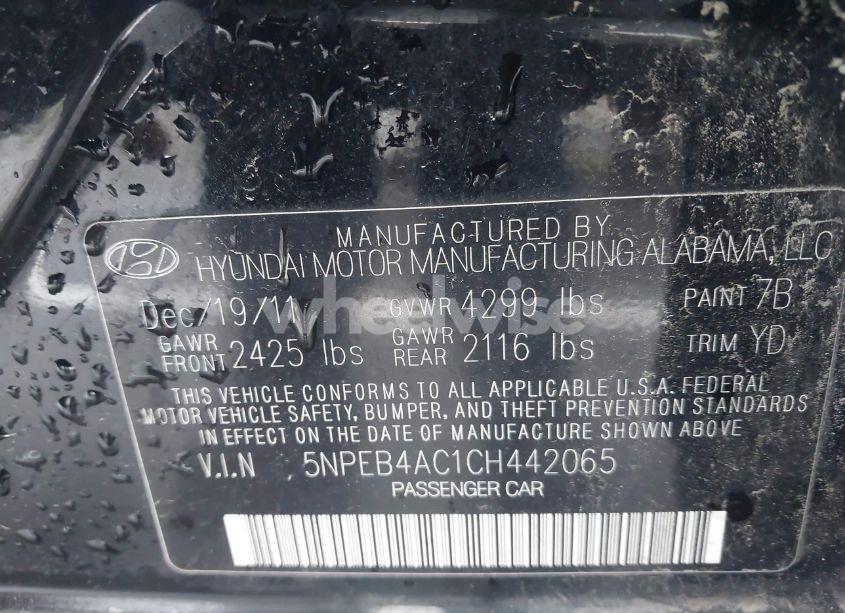 MANUFACTURED BY
HYUNDAI MOTOR MANUFACTURING ALABAMA, LLC
Dec/19/11 GVWR 4299 lbs PAINT 7B
GAWR FRONT 2425 lbs GAWR REAR 2116 lbs TRIM YD
THIS VEHICLE CONFORMS TO ALL APPLICABLE U.S.A. FEDERAL
MOTOR VEHICLE SAFETY, BUMPER, AND THEFT PREVENTION STANDARDS
IN EFFECT ON THE DATE OF MANUFACTURE SHOWN ABOVE.
V.I.N 5NPEB4AC1CH442065
PASSENGER CAR
wheelwise